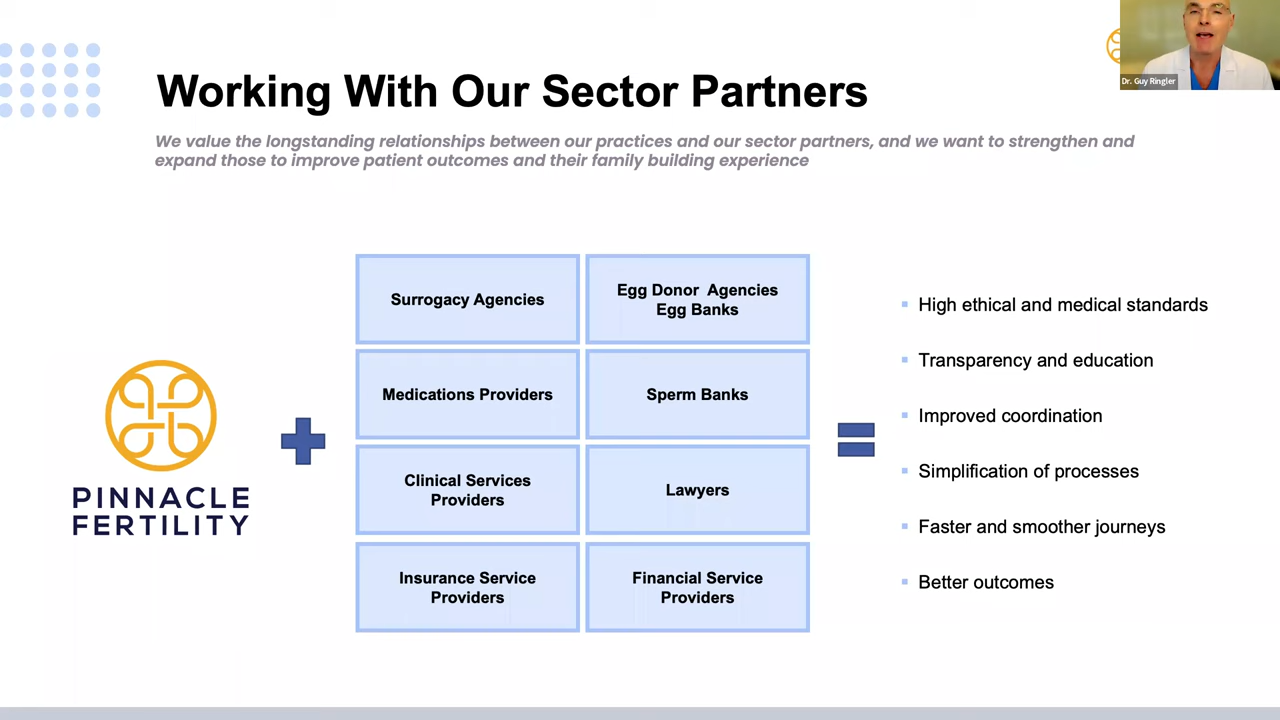 Working With Our Sector Partners
We value the longstanding relationships between our practices and our sector partners, and we want to strengthen and
expand those to improve patient outcomes and their family building experience
Dr. Guy Ringler
PINNACLE
FERTILITY
Surrogacy Agencies
Egg Donor Agencies
Egg Banks
Medications Providers
Sperm Banks
Clinical Services
Providers
Lawyers
Insurance Service
Providers
Financial Service
Providers
High ethical and medical standards
Transparency and education
Improved coordination
Simplification of processes
Faster and smoother journeys
Better outcomes